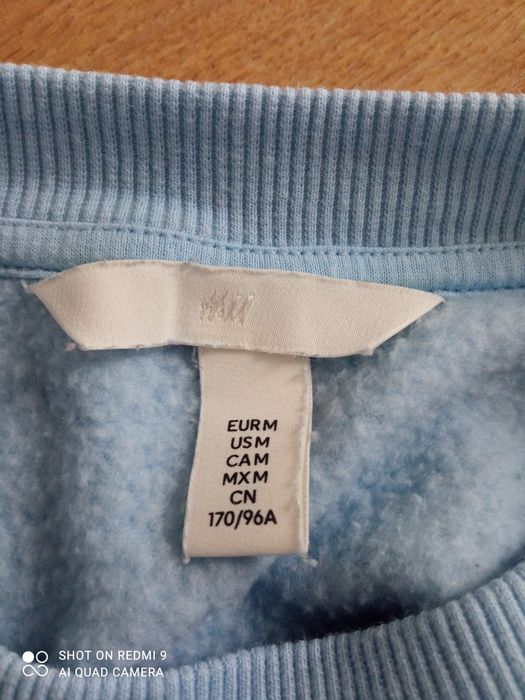 H&M
EUR M
US M
CA M
MX M
CN
170/96A
SHOT ON REDMI 9
AI QUAD CAMERA